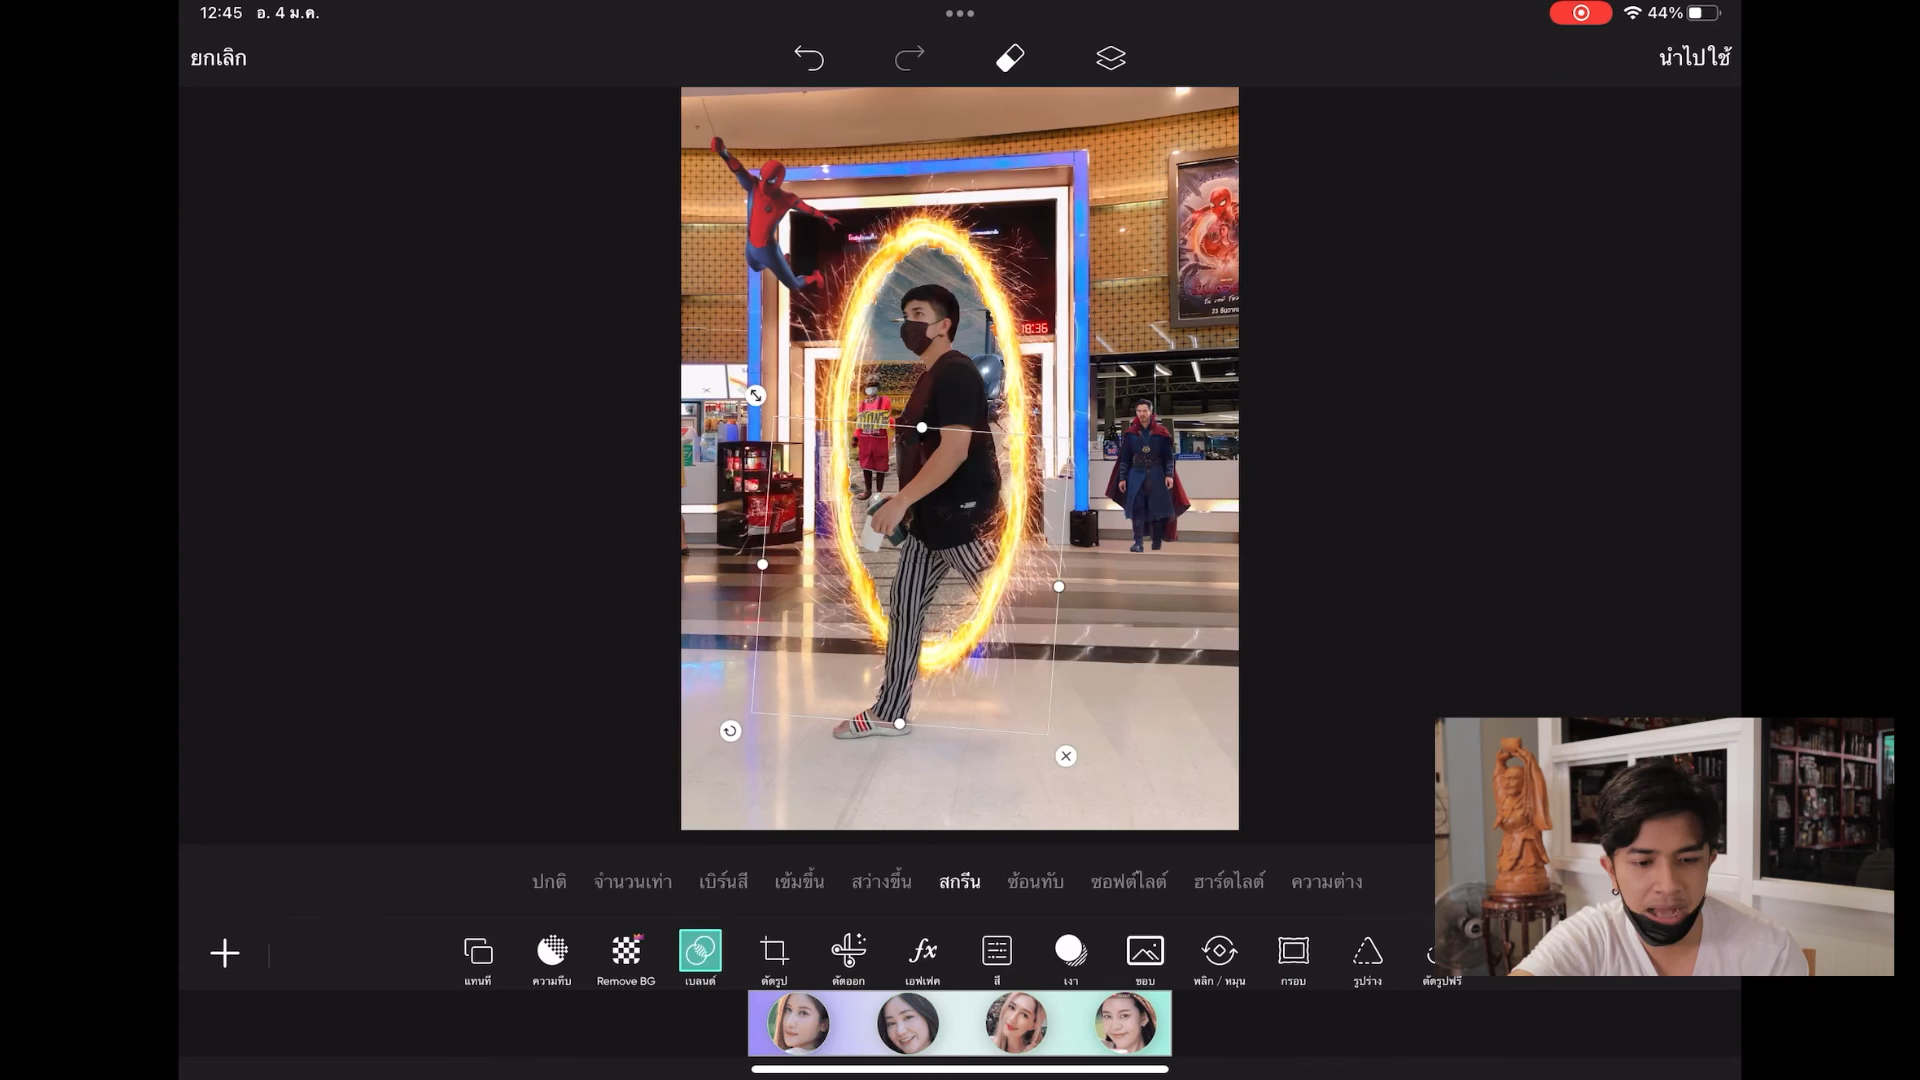 12:45 อ. 4 ม.ค.
44%
ยกเลิก
นำไปใช้
18:36
ปกติ จำนวนเท่า เบิร์นสี เข้มขึ้น สว่างขึ้น สกรีน ซ้อนทับ ซอฟต์ไลต์ ฮาร์ดไลต์ ความต่าง
แทนที่ ความทึบ Remove BG เบลนด์ ตัดรูป ตัดออก fx เอฟเฟค สี เงา ขอบ พลิก / หมุน กรอบ รูปร่าง ตัดรูปฟรี